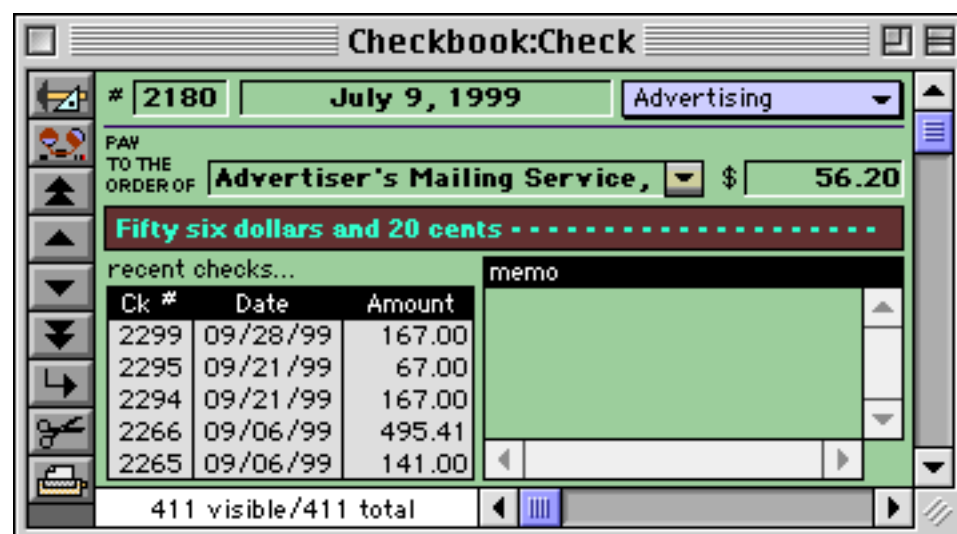 Checkbook:Check
# 2180 July 9, 1999 Advertising
PAY
TO THE
ORDER OF Advertiser's Mailing Service, $ 56.20
Fifty six dollars and 20 cents - - - - - - - - - - - - - - - - - - - -
recent checks... memo
Ck # Date Amount
2299 09/28/99 167.00
2295 09/21/99 67.00
2294 09/21/99 167.00
2266 09/06/99 495.41
2265 09/06/99 141.00
411 visible/411 total